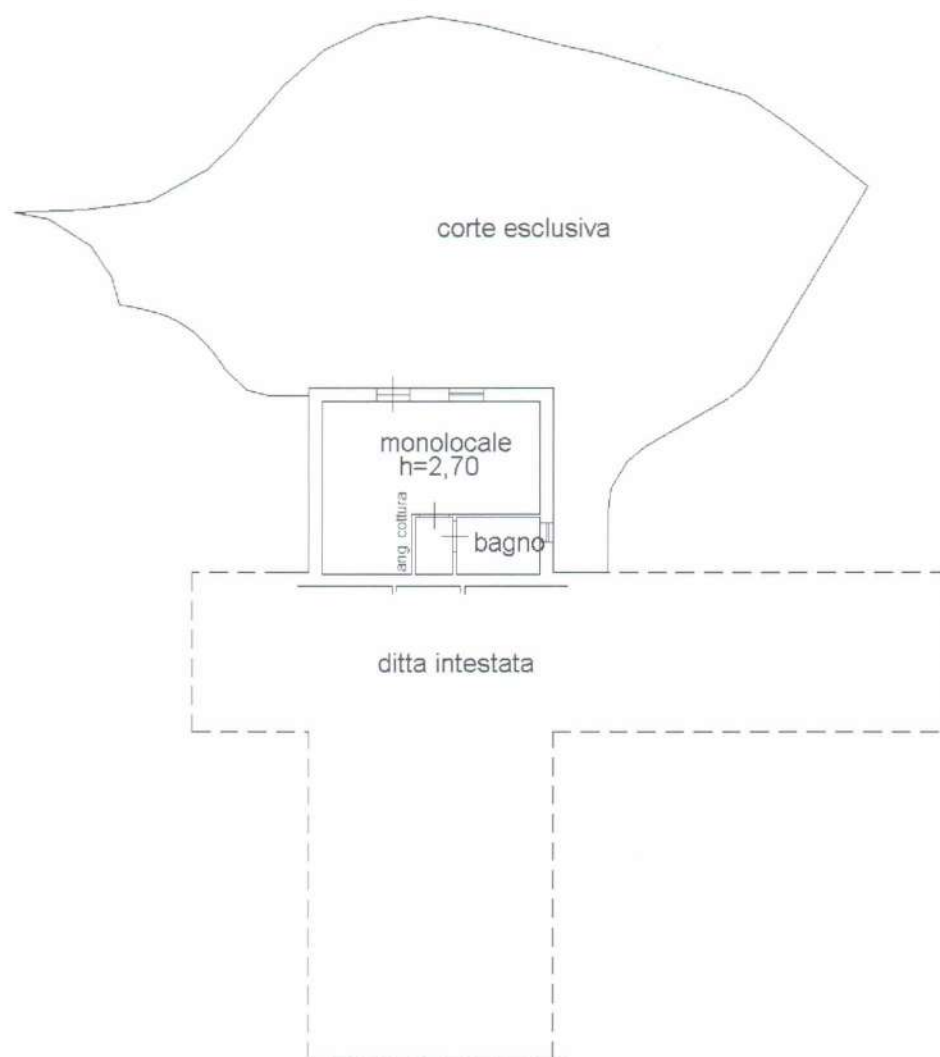 corte esclusiva
monolocale
h=2,70
ang. cottura
bagno
ditta intestata